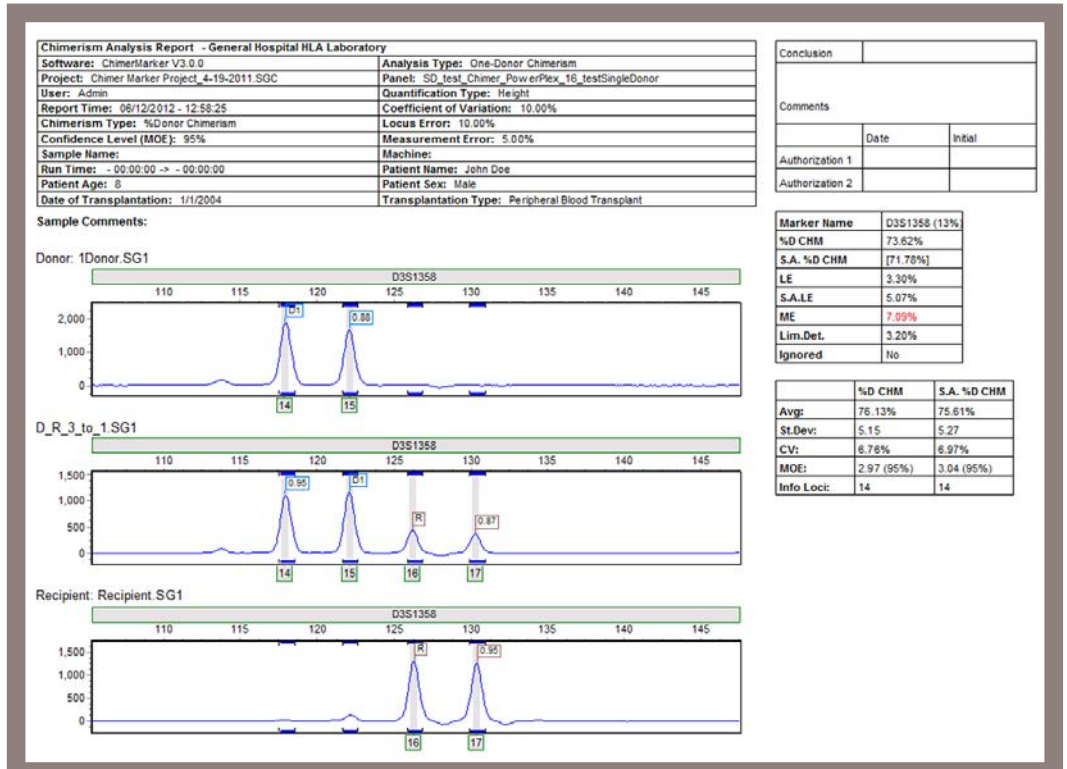 Chimerism Analysis Report - General Hospital HLA Laboratory
Software: ChimerMarker V3.0.0 Analysis Type: One-Donor Chimerism
Project: Chimer Marker Project_4-19-2011.SGC Panel: SD_test_Chimer_PowerPlex_16_testSingleDonor
User: Admin Quantification Type: Height
Report Time: 06/12/2012 - 12:58:25 Coefficient of Variation: 10.00%
Chimerism Type: %Donor Chimerism Locus Error: 10.00%
Confidence Level (MOE): 95% Measurement Error: 5.00%
Sample Name: Machine:
Run Time: - 00:00:00 -> - 00:00:00 Patient Name: John Doe
Patient Age: 8 Patient Sex: Male
Date of Transplantation: 1/1/2004 Transplantation Type: Peripheral Blood Transplant
Sample Comments:
Donor: 1Donor.SG1
D3S1358
110 115 120 125 130 135 140 145
D1
0.88
2,000
1,000
0
14 15
D_R_3_to_1.SG1
D3S1358
110 115 120 125 130 135 140 145
1,500
0.95 D1
1,000
R 0.87
500
0
14 15 16 17
Recipient: Recipient.SG1
D3S1358
110 115 120 125 130 135 140 145
R 0.95
1,500
1,000
500
0
16 17
Conclusion
Comments
Date Initial
Authorization 1
Authorization 2
Marker Name D3S1358 (13%)
%D CHM 73.62%
S.A. %D CHM [71.78%]
LE 3.30%
S.A.LE 5.07%
ME 7.09%
Lim.Det. 3.20%
Ignored No
%D CHM S.A. %D CHM
Avg: 76.13% 75.61%
St.Dev: 5.15 5.27
CV: 6.76% 6.97%
MOE: 2.97 (95%) 3.04 (95%)
Info Loci: 14 14